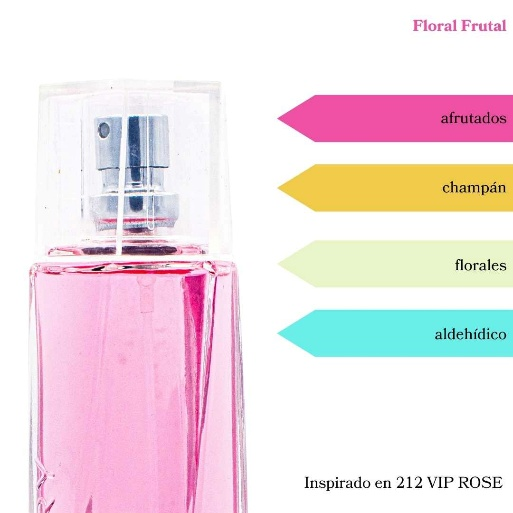 Floral Frutal
afrutados
champán
florales
aldehídico
Inspirado en 212 VIP ROSE